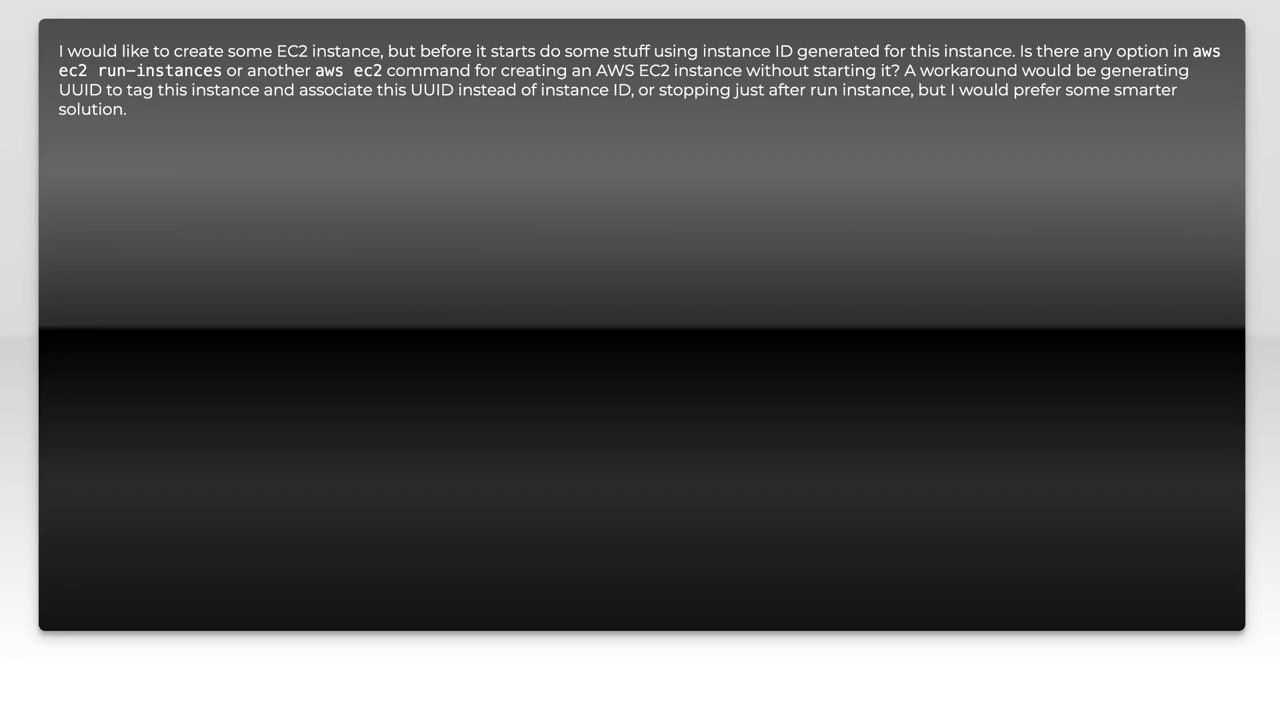 I would like to create some EC2 instance, but before it starts do some stuff using instance ID generated for this instance. Is there any option in aws
ec2 run-instances or another aws ec2 command for creating an AWS EC2 instance without starting it? A workaround would be generating
UUID to tag this instance and associate this UUID instead of instance ID, or stopping just after run instance, but I would prefer some smarter
solution.